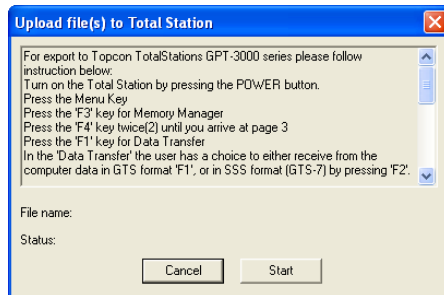 Upload file(s) to Total Station
For export to Topcon TotalStations GPT-3000 series please follow
instruction below:
Turn on the Total Station by pressing the POWER button.
Press the Menu Key
Press the 'F3' key for Memory Manager
Press the 'F4' key twice(2) until you arrive at page 3
Press the 'F1' key for Data Transfer
In the 'Data Transfer' the user has a choice to either receive from the
computer data in GTS format 'F1', or in SSS format (GTS-7) by pressing 'F2'.
File name:
Status:
Cancel
Start